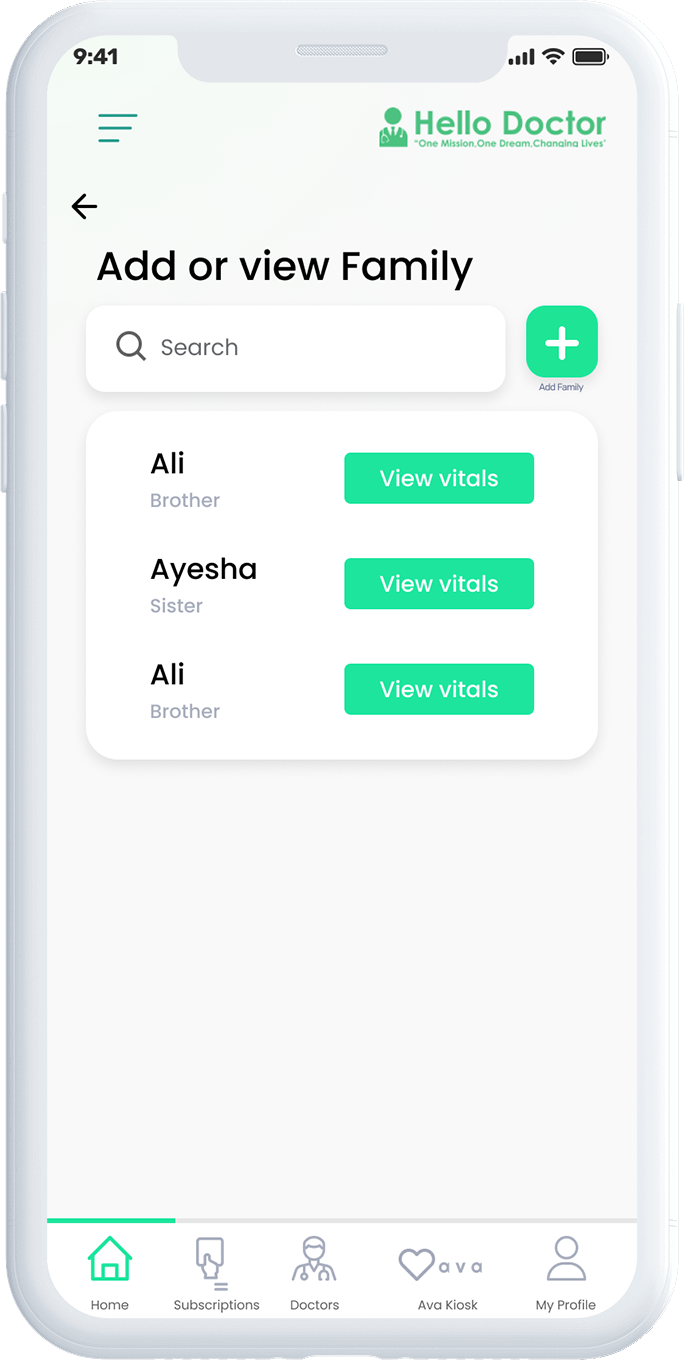 9:41
Hello Doctor
"One Mission,One Dream,Changing Lives"
Add or view Family
Search
Add Family
Ali
View vitals
Brother
Ayesha
View vitals
Sister
Ali
View vitals
Brother
ava
Home
Subscriptions
Doctors
Ava Kiosk
My Profile